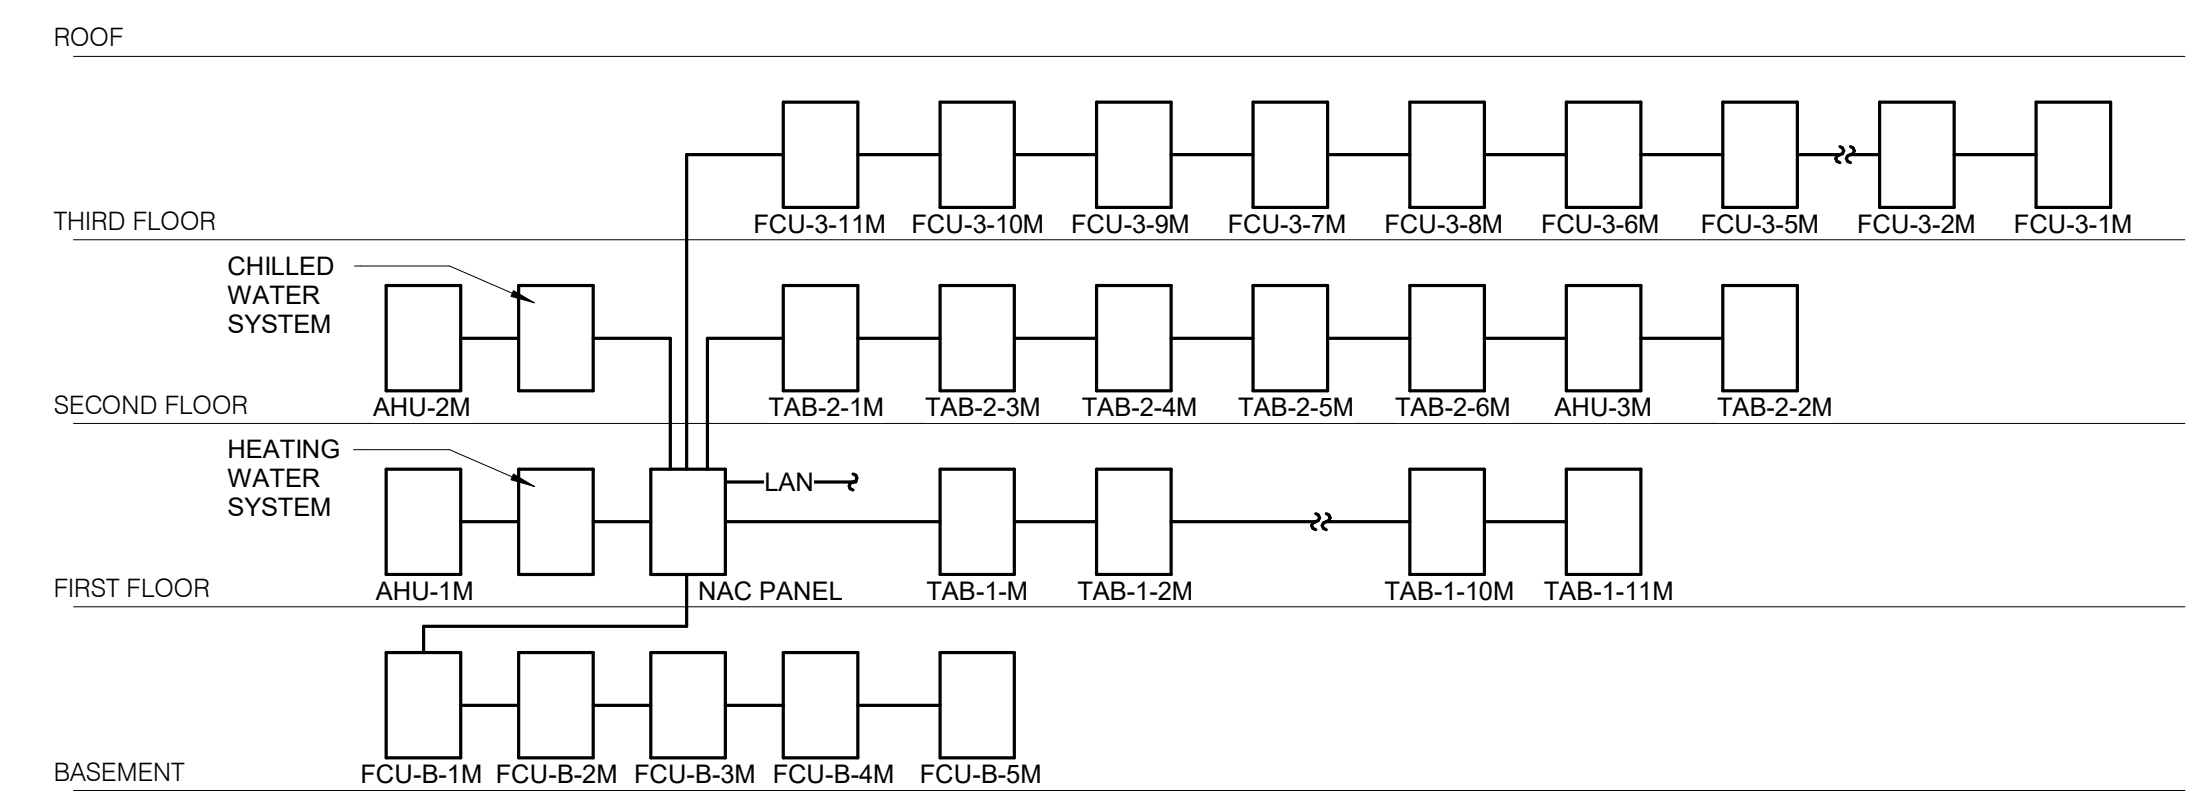 ROOF
FCU-3-11M FCU-3-10M FCU-3-9M FCU-3-7M FCU-3-8M FCU-3-6M FCU-3-5M FCU-3-2M FCU-3-1M
THIRD FLOOR
CHILLED
WATER
SYSTEM
AHU-2M TAB-2-1M TAB-2-3M TAB-2-4M TAB-2-5M TAB-2-6M AHU-3M TAB-2-2M
SECOND FLOOR
HEATING
WATER
SYSTEM
LAN
AHU-1M NAC PANEL TAB-1-M TAB-1-2M TAB-1-10M TAB-1-11M
FIRST FLOOR
FCU-B-1M FCU-B-2M FCU-B-3M FCU-B-4M FCU-B-5M
BASEMENT